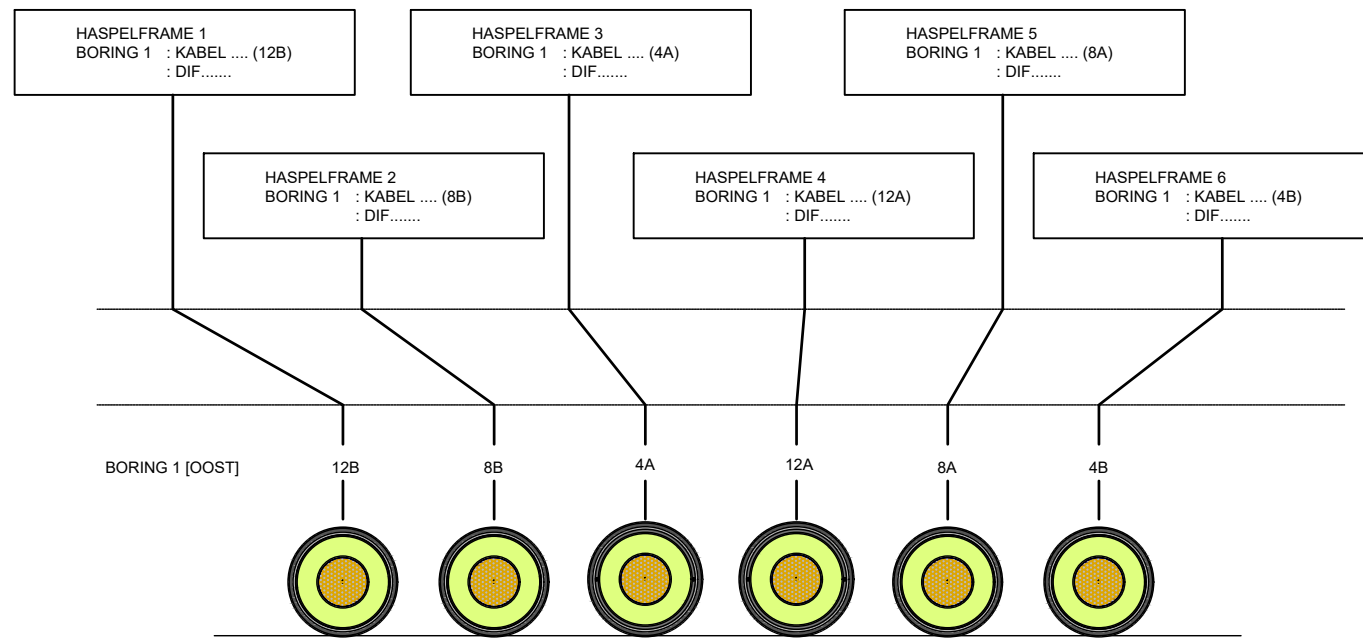 HASPELFRAME 1
BORING 1 : KABEL .... (12B)
: DIF.......
HASPELFRAME 3
BORING 1 : KABEL .... (4A)
: DIF.......
HASPELFRAME 5
BORING 1 : KABEL .... (8A)
: DIF.......
HASPELFRAME 2
BORING 1 : KABEL .... (8B)
: DIF.......
HASPELFRAME 4
BORING 1 : KABEL .... (12A)
: DIF.......
HASPELFRAME 6
BORING 1 : KABEL .... (4B)
: DIF.......
BORING 1 [OOST] 12B 8B 4A 12A 8A 4B